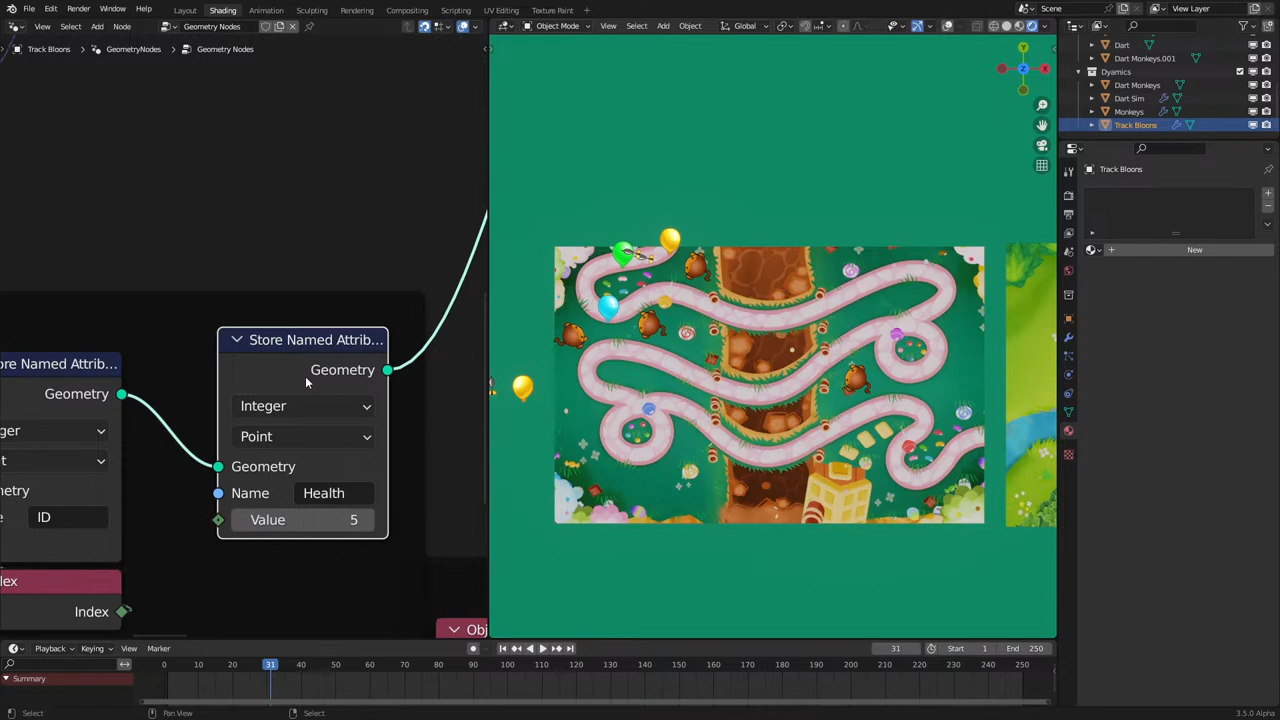 File Edit Render Window Help Layout Modeling Shading Animation Sculpting Rendering Compositing Scripting UV Editing Texture Paint Scene View Layer
View Select Add Node Geometry Nodes Object Mode View Select Add Object Global
Track Bloons GeometryNodes Geometry Nodes
Dart
Dart Monkeys.001
Dyamics
Dart Monkeys
Dart Sim
Monkeys
Track Bloons
Y
Z
X
Track Bloons
New
Store Named Attrib...
Geometry
Integer
Point
Geometry
Name Health
Value 5
ore Named Attrib...
Geometry
ger
t
metry
e ID
lex
Index
Obj
Playback Keying View Marker 31 Start 1 End 250
0 10 20 31 40 50 60 70 80 90 100 110 120 130 140 150 160 170 180 190 200 210 220 230 240 250
Summary
Select Pan View Select 3.5.0 Alpha